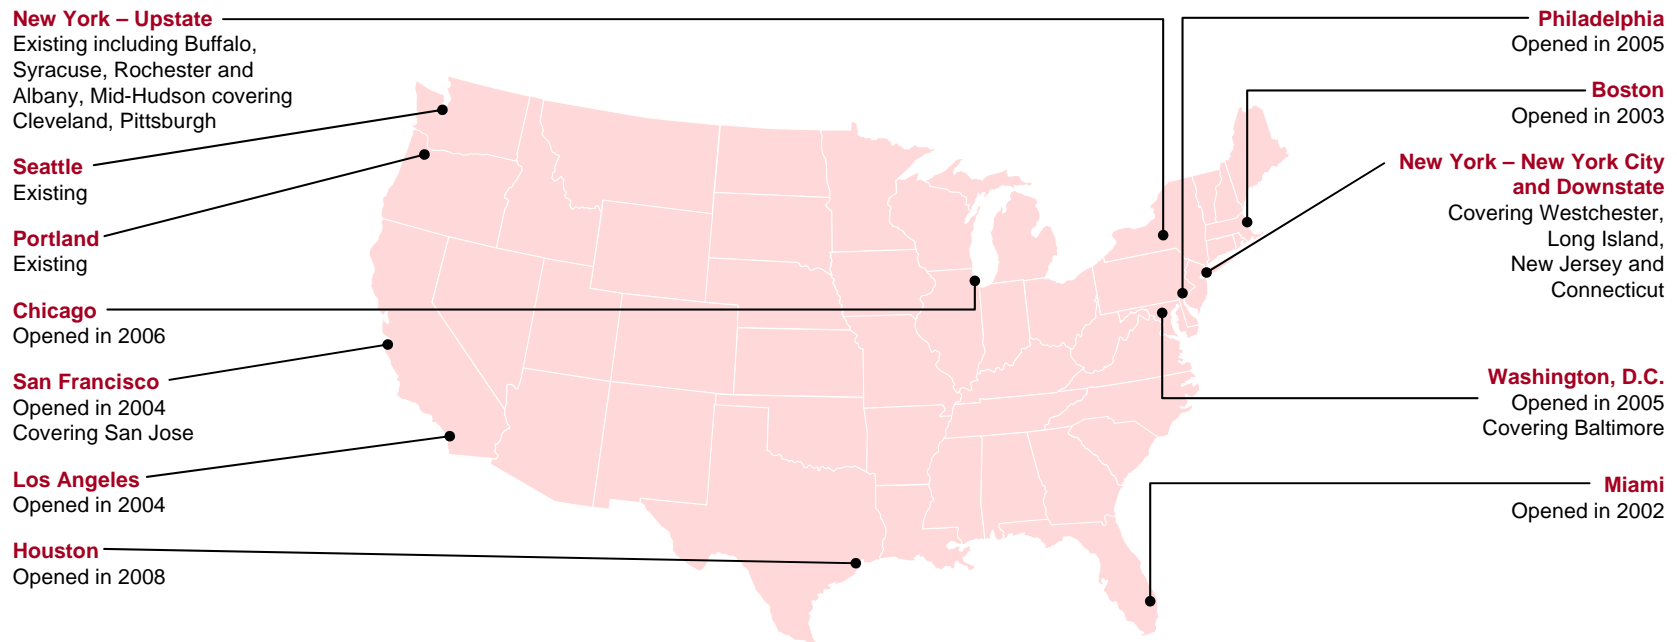 New York – Upstate
Existing including Buffalo,
Syracuse, Rochester and
Albany, Mid-Hudson covering
Cleveland, Pittsburgh
Seattle
Existing
Portland
Existing
Chicago
Opened in 2006
San Francisco
Opened in 2004
Covering San Jose
Los Angeles
Opened in 2004
Houston
Opened in 2008
Philadelphia
Opened in 2005
Boston
Opened in 2003
New York – New York City
and Downstate
Covering Westchester,
Long Island,
New Jersey and
Connecticut
Washington, D.C.
Opened in 2005
Covering Baltimore
Miami
Opened in 2002